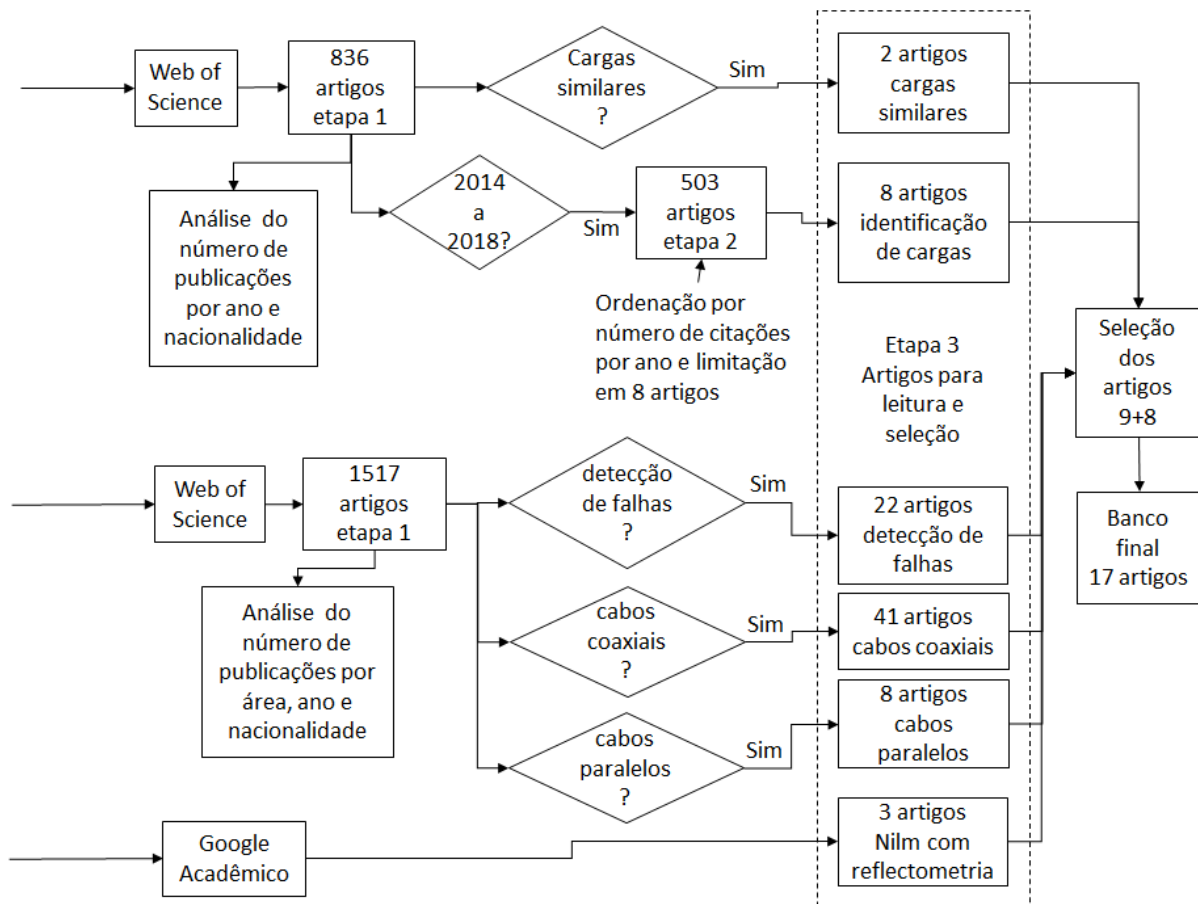 Web of
Science
836
artigos
etapa 1
Cargas
similares
?
Sim
2 artigos
cargas
similares
Análise do
número de
publicações
por ano e
nacionalidade
2014
a
2018?
Sim
503
artigos
etapa 2
8 artigos
identificação
de cargas
Ordenação por
número de citações
por ano e limitação
em 8 artigos
Etapa 3
Artigos para
leitura e
seleção
Seleção
dos
artigos
9+8
Banco
final
17 artigos
Web of
Science
1517
artigos
etapa 1
detecção
de falhas
?
Sim
22 artigos
detecção de
falhas
Análise do
número de
publicações por
área, ano e
nacionalidade
cabos
coaxiais
?
Sim
41 artigos
cabos coaxiais
cabos
paralelos
?
Sim
8 artigos
cabos
paralelos
Google
Acadêmico
3 artigos
Nilm com
reflectometria